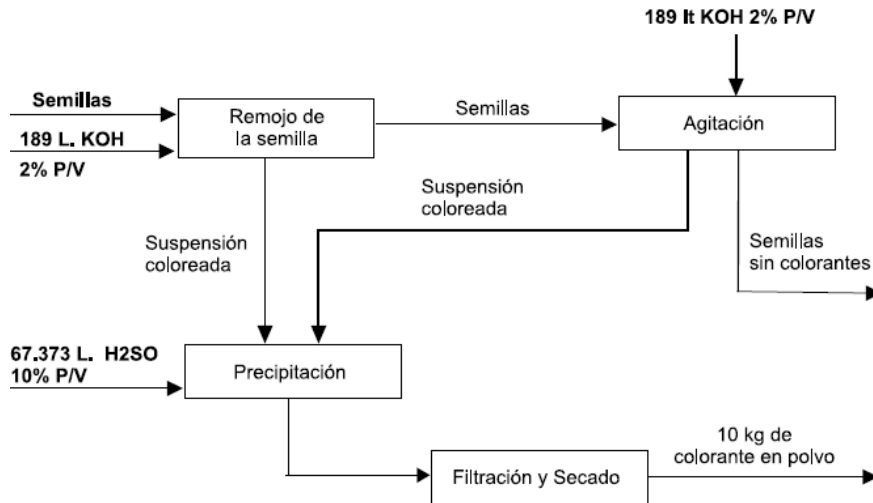 189 lt KOH 2% P/V
Semillas
189 L. KOH
2% P/V
Remojo de
la semilla
Semillas
Agitación
Suspensión
coloreada
Suspensión
coloreada
Semillas
sin colorantes
67.373 L. H2SO
10% P/V
Precipitación
Filtración y Secado
10 kg de
colorante en polvo